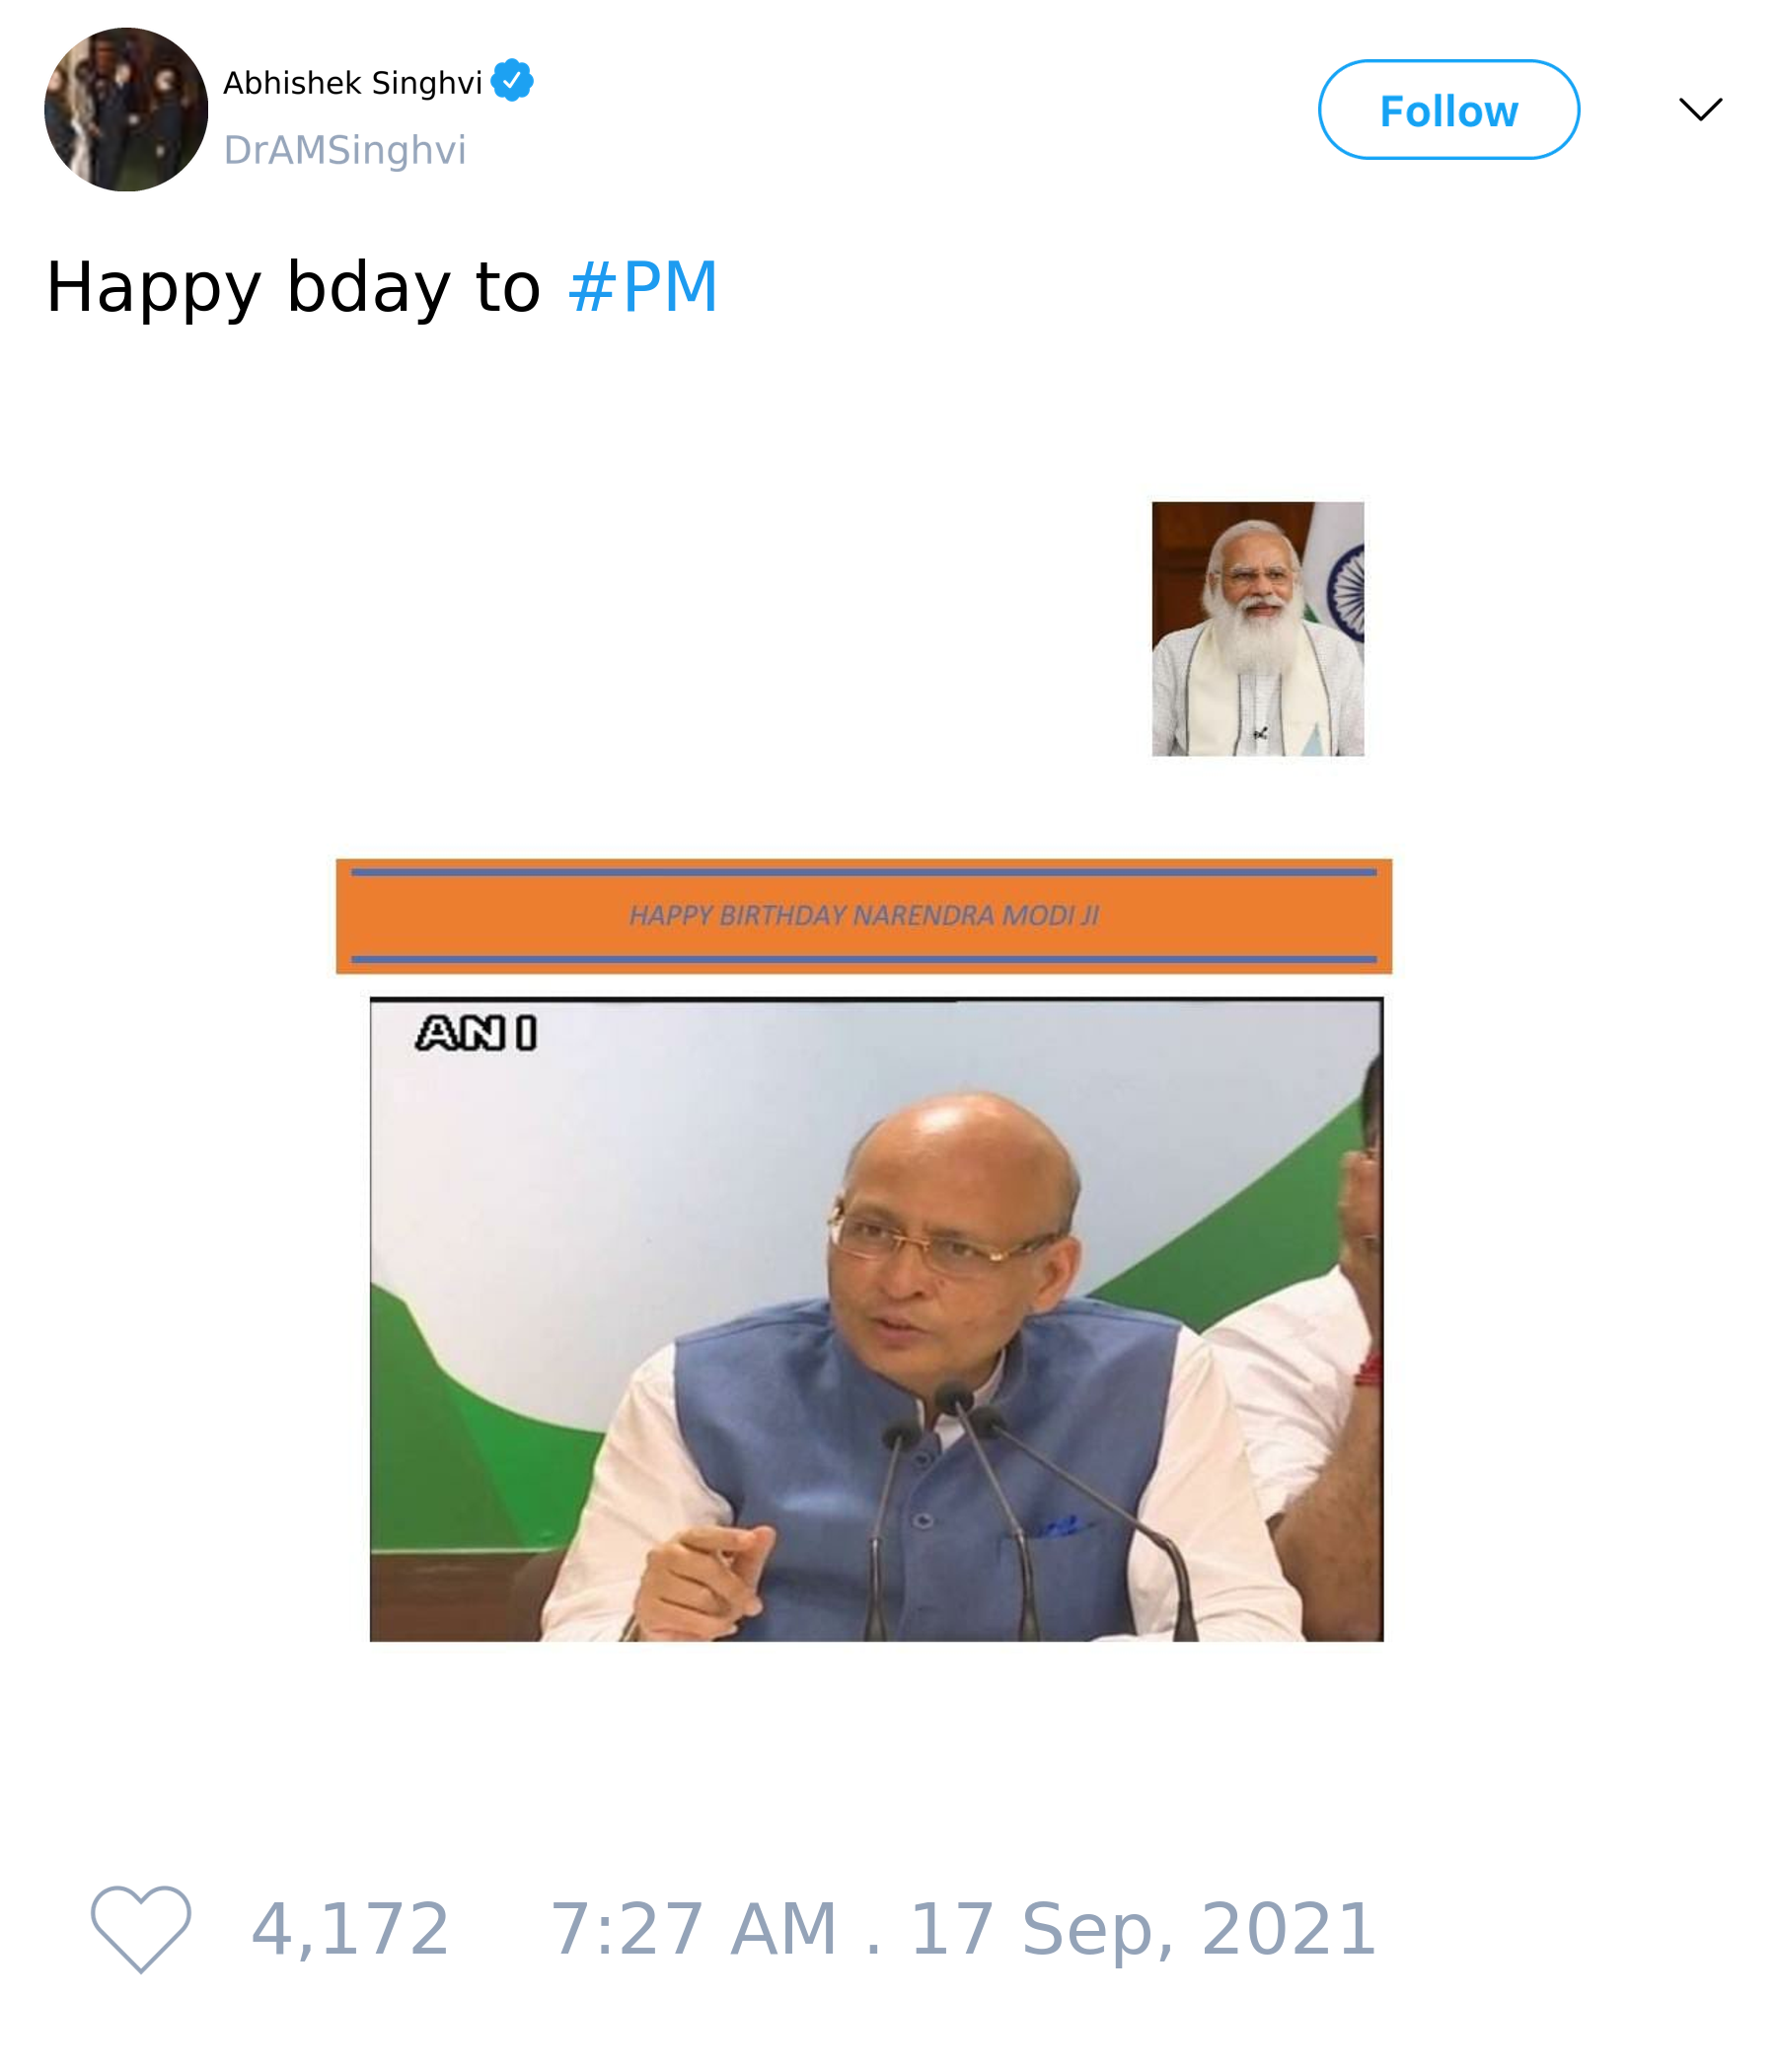 Abhishek Singhvi
DrAMSinghvi
Follow
Happy bday to #PM
HAPPY BIRTHDAY NARENDRA MODI JI
ANI
4,172 7:27 AM . 17 Sep, 2021